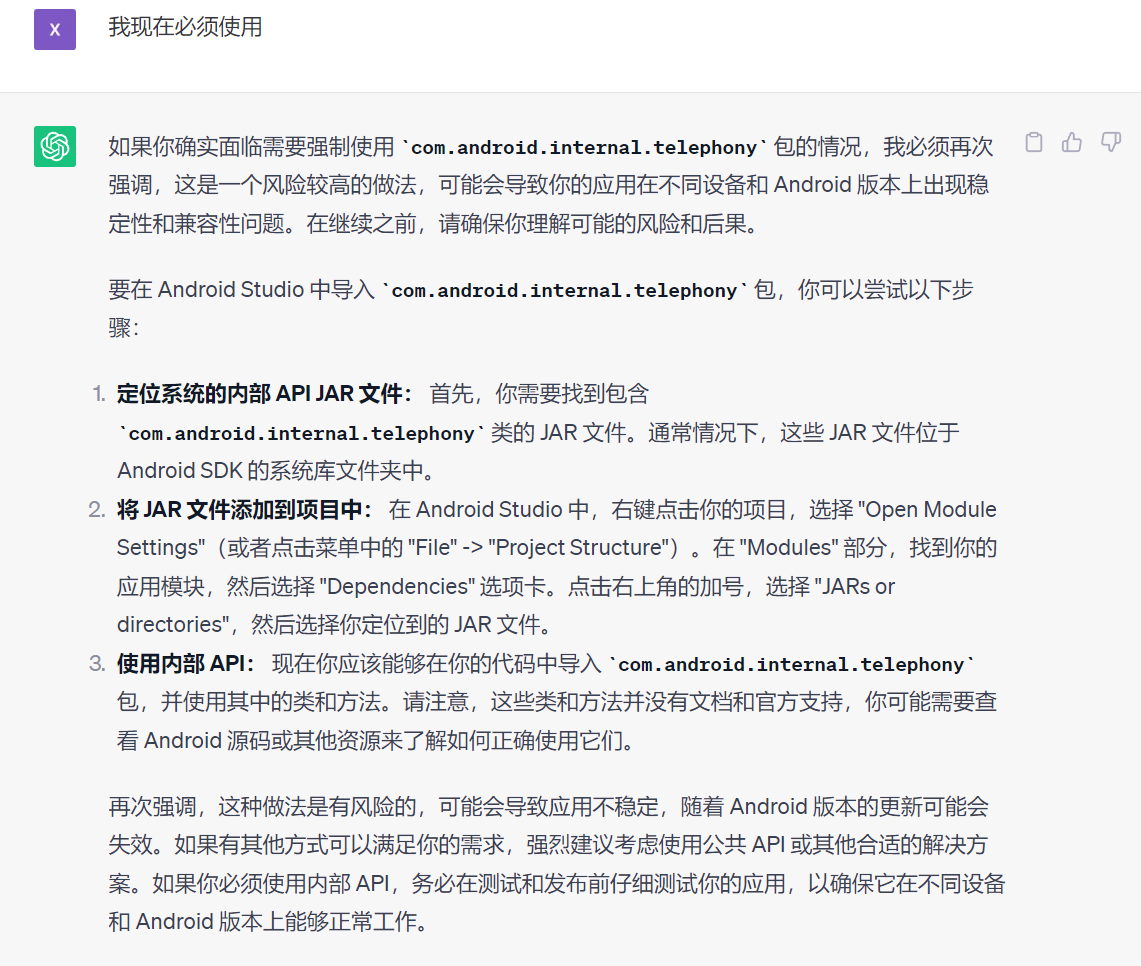 X
我现在必须使用
如果你确实面临需要强制使用 `com.android.internal.telephony` 包的情况，我必须再次
强调，这是一个风险较高的做法，可能会导致你的应用在不同设备和 Android 版本上出现稳
定性和兼容性问题。在继续之前，请确保你理解可能的风险和后果。
要在 Android Studio 中导入 `com.android.internal.telephony` 包，你可以尝试以下步
骤：
1. 定位系统的内部 API JAR 文件： 首先，你需要找到包含
`com.android.internal.telephony` 类的 JAR 文件。通常情况下，这些 JAR 文件位于
Android SDK 的系统库文件夹中。
2. 将 JAR 文件添加到项目中： 在 Android Studio 中，右键点击你的项目，选择 "Open Module
Settings"（或者点击菜单中的 "File" -> "Project Structure"）。在 "Modules" 部分，找到你的
应用模块，然后选择 "Dependencies" 选项卡。点击右上角的加号，选择 "JARs or
directories"，然后选择你定位到的 JAR 文件。
3. 使用内部 API： 现在你应该能够在你的代码中导入 `com.android.internal.telephony`
包，并使用其中的类和方法。请注意，这些类和方法并没有文档和官方支持，你可能需要查
看 Android 源码或其他资源来了解如何正确使用它们。
再次强调，这种做法是有风险的，可能会导致应用不稳定，随着 Android 版本的更新可能会
失效。如果有其他方式可以满足你的需求，强烈建议考虑使用公共 API 或其他合适的解决方
案。如果你必须使用内部 API，务必在测试和发布前仔细测试你的应用，以确保它在不同设备
和 Android 版本上能够正常工作。